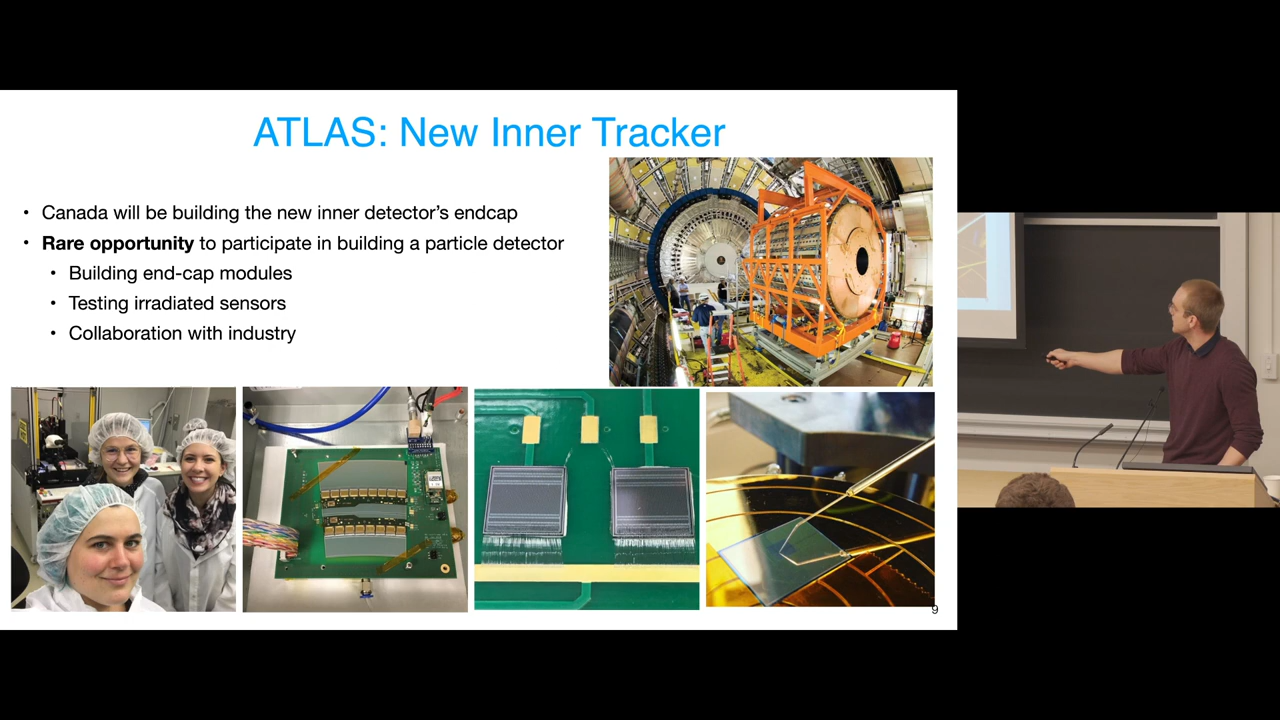 ATLAS: New Inner Tracker
• Canada will be building the new inner detector’s endcap
• Rare opportunity to participate in building a particle detector
• Building end-cap modules
• Testing irradiated sensors
• Collaboration with industry
9